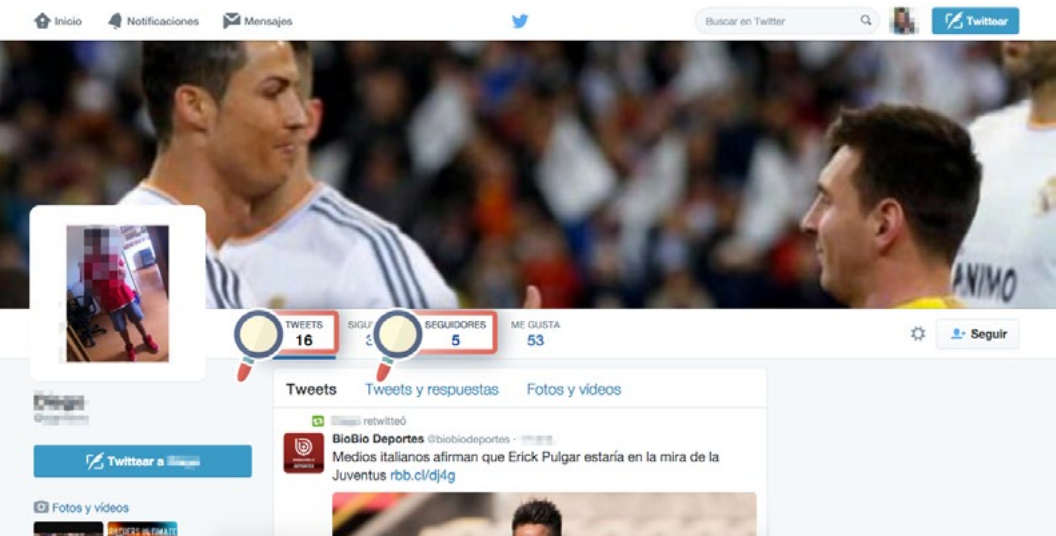 Inicio Notificaciones Mensajes Buscar en Twitter Twittear
ANIMO
TWEETS SEGUIDORES ME GUSTA
16 5 53
Seguir
Tweets Tweets y respuestas Fotos y vídeos
retwitteó
BioBio Deportes @biobiodeportes ·
Medios italianos afirman que Erick Pulgar estaría en la mira de la
Juventus rbb.cl/dj4g
Twittear a
Fotos y vídeos